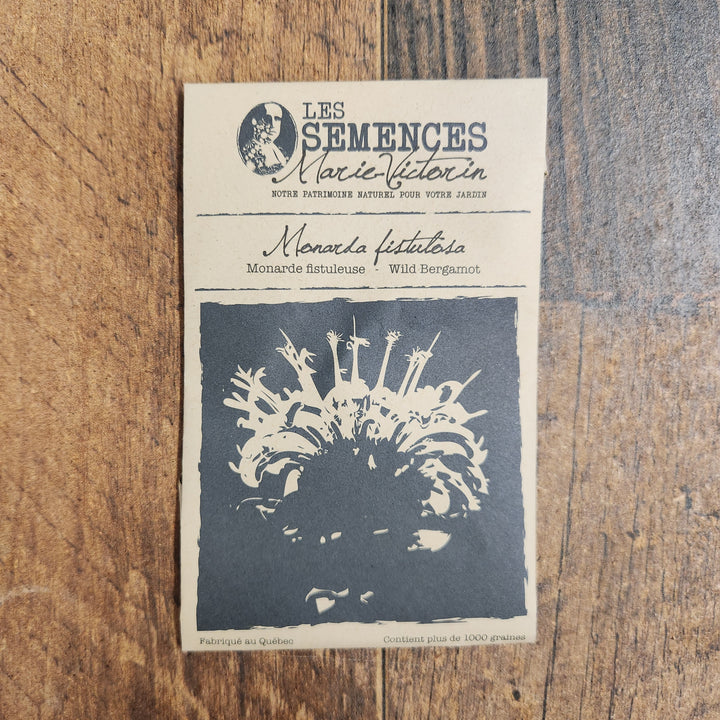 LES
SEMENCES
Marie-Victorin
NOTRE PATRIMOINE NATUREL POUR VOTRE JARDIN
Monarda fistulosa
Monarde fistuleuse - Wild Bergamot
Fabriqué au Québec Contient plus de 1000 graines